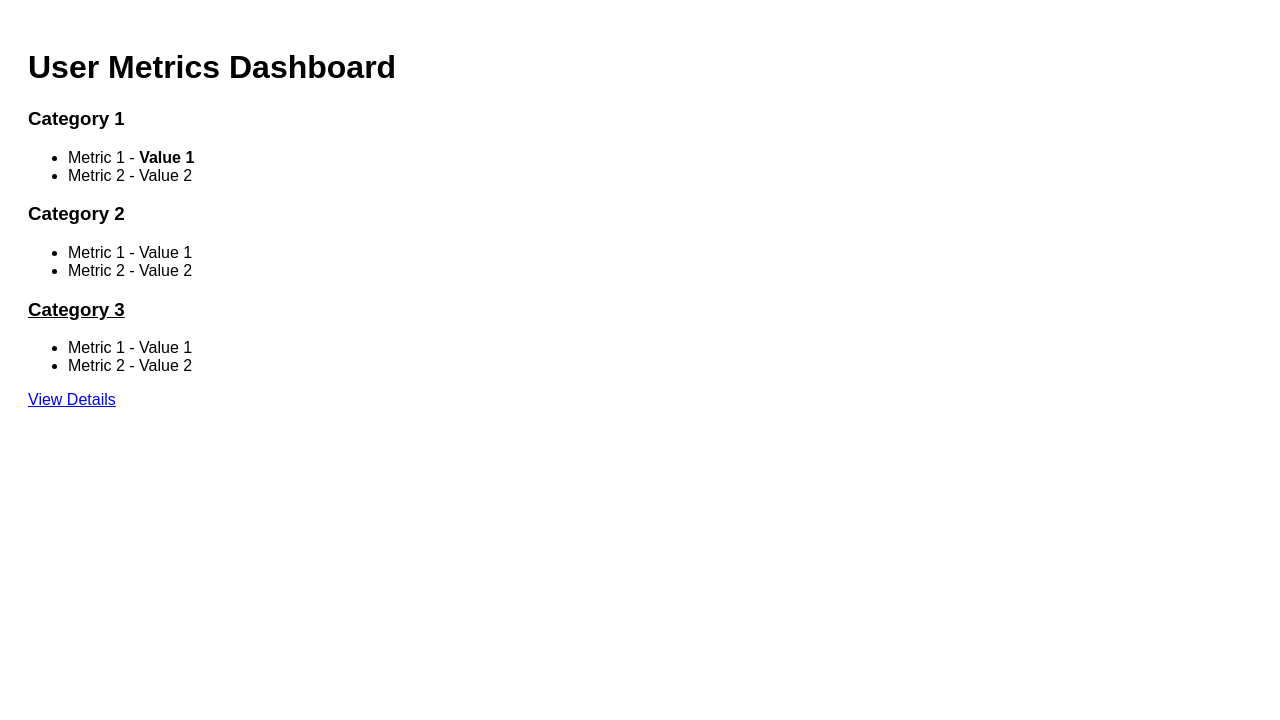 User Metrics Dashboard
Category 1
Metric 1 - Value 1
Metric 2 - Value 2
Category 2
Metric 1 - Value 1
Metric 2 - Value 2
Category 3
Metric 1 - Value 1
Metric 2 - Value 2
View Details